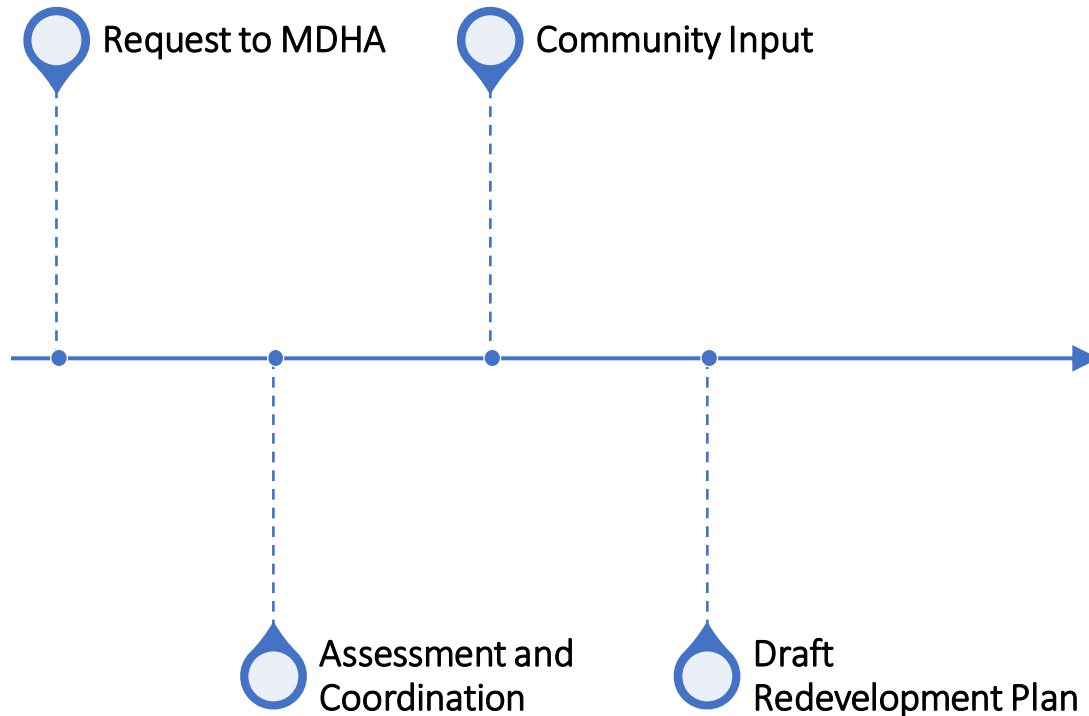 Request to MDHA
Community Input
Assessment and
Coordination
Draft
Redevelopment Plan